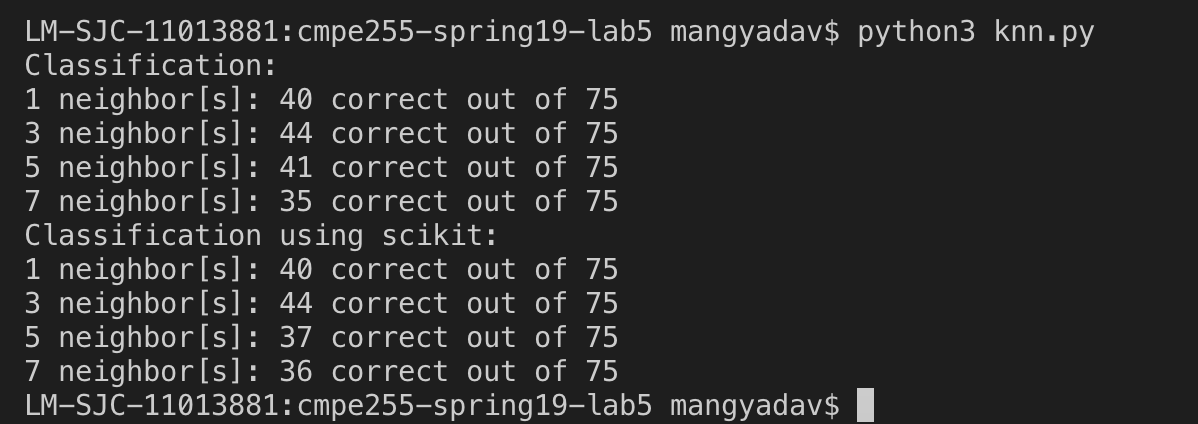 LM-SJC-11013881:cmpe255-spring19-lab5 mangyadav$ python3 knn.py
Classification:
1 neighbor[s]: 40 correct out of 75
3 neighbor[s]: 44 correct out of 75
5 neighbor[s]: 41 correct out of 75
7 neighbor[s]: 35 correct out of 75
Classification using scikit:
1 neighbor[s]: 40 correct out of 75
3 neighbor[s]: 44 correct out of 75
5 neighbor[s]: 37 correct out of 75
7 neighbor[s]: 36 correct out of 75
LM-SJC-11013881:cmpe255-spring19-lab5 mangyadav$